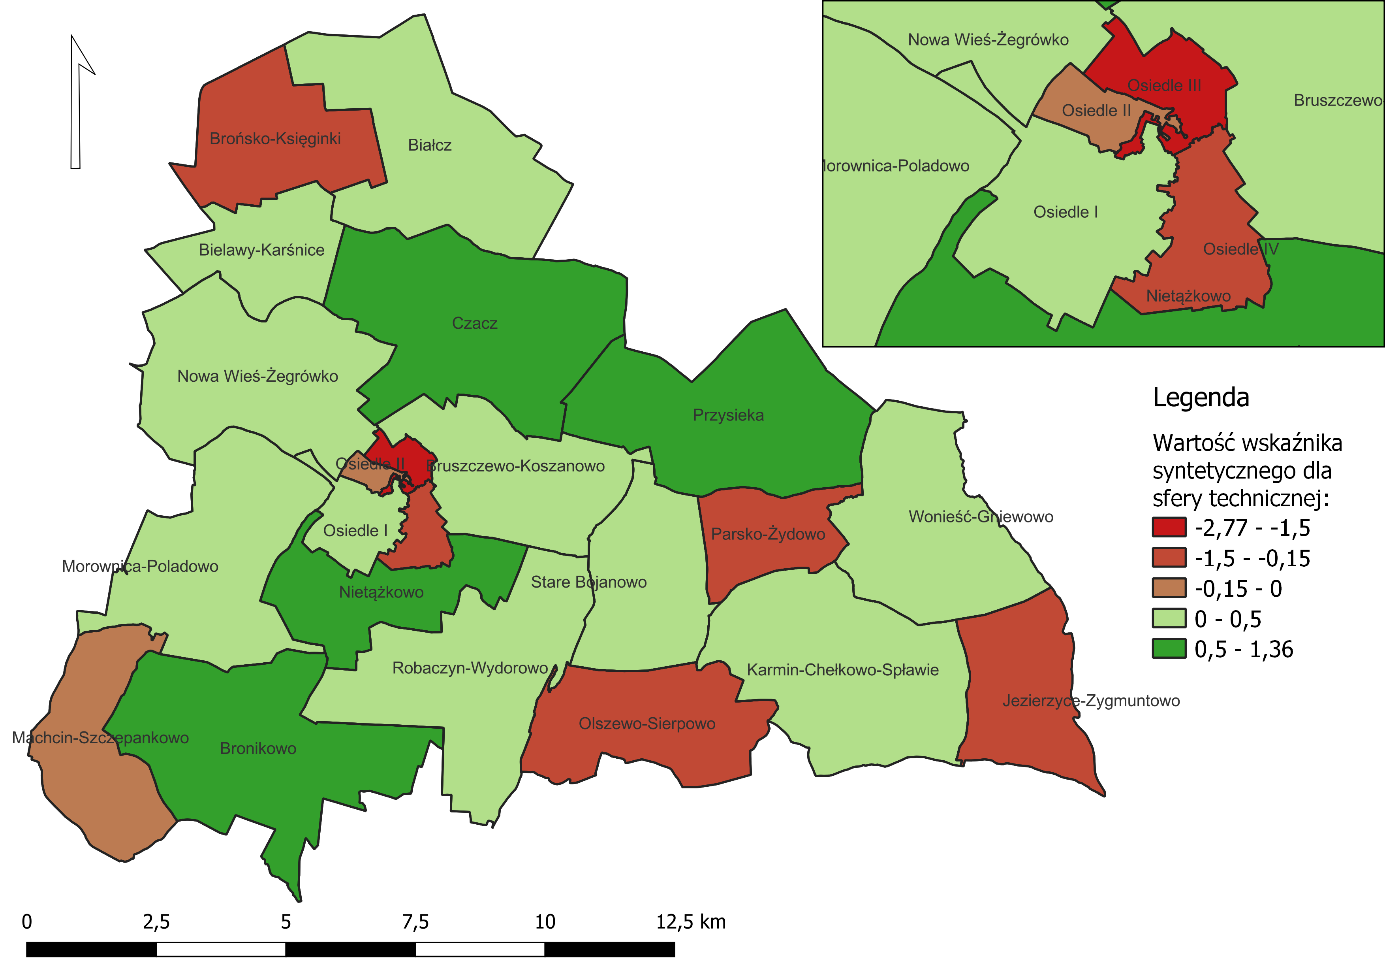 Nowa Wieś-Żegrówko
Osiedle III
Bruszczewo
Osiedle II
Morownica-Poladowo
Osiedle I
Osiedle IV
Nietążkowo
Brońsko-Księginki
Białcz
Bielawy-Karśnice
Czacz
Nowa Wieś-Żegrówko
Przysieka
Osiedle II
Bruszczewo-Koszanowo
Osiedle I
Wonieść-Gniewowo
Parsko-Żydowo
Morownica-Poladowo
Nietążkowo
Stare Bojanowo
Robaczyn-Wydorowo
Karmin-Chełkowo-Spławie
Jezierzyce-Zygmuntowo
Olszewo-Sierpowo
Machcin-Szczepankowo
Bronikowo
Legenda
Wartość wskaźnika
syntetycznego dla
sfery technicznej:
-2,77 - -1,5
-1,5 - -0,15
-0,15 - 0
0 - 0,5
0,5 - 1,36
0 2,5 5 7,5 10 12,5 km